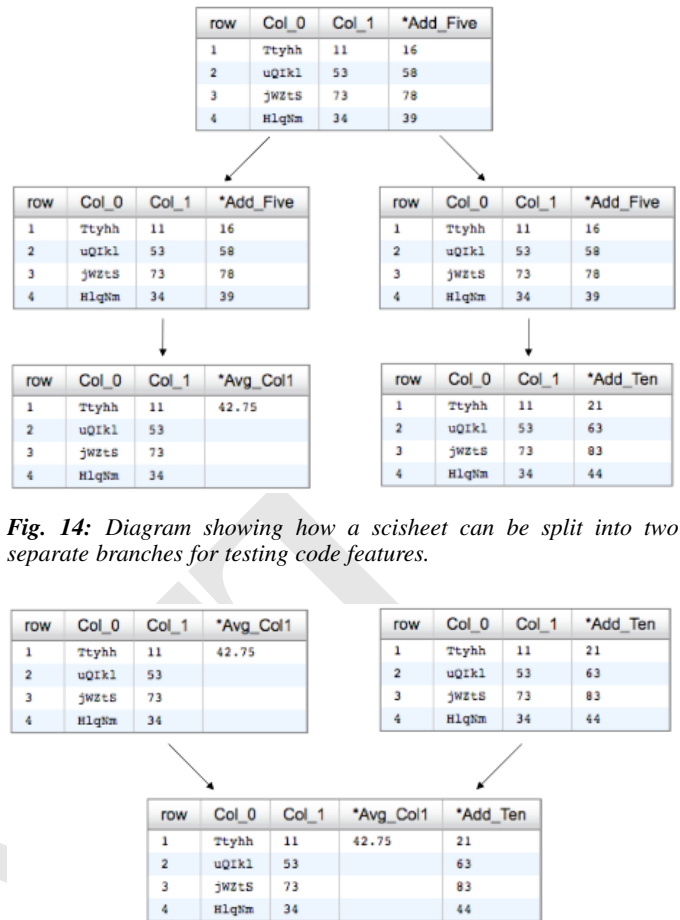 row Col_0 Col_1 *Add_Five
1 Ttyhh 11 16
2 uQIkl 53 58
3 jWZtS 73 78
4 HlqNm 34 39
row Col_0 Col_1 *Add_Five
1 Ttyhh 11 16
2 uQIkl 53 58
3 jWZtS 73 78
4 HlqNm 34 39
row Col_0 Col_1 *Add_Five
1 Ttyhh 11 16
2 uQIkl 53 58
3 jWZtS 73 78
4 HlqNm 34 39
row Col_0 Col_1 *Avg_Col1
1 Ttyhh 11 42.75
2 uQIkl 53
3 jWZtS 73
4 HlqNm 34
row Col_0 Col_1 *Add_Ten
1 Ttyhh 11 21
2 uQIkl 53 63
3 jWZtS 73 83
4 HlqNm 34 44
Fig. 14: Diagram showing how a scisheet can be split into two
separate branches for testing code features.
row Col_0 Col_1 *Avg_Col1
1 Ttyhh 11 42.75
2 uQIkl 53
3 jWZtS 73
4 HlqNm 34
row Col_0 Col_1 *Add_Ten
1 Ttyhh 11 21
2 uQIkl 53 63
3 jWZtS 73 83
4 HlqNm 34 44
row Col_0 Col_1 *Avg_Col1 *Add_Ten
1 Ttyhh 11 42.75 21
2 uQIkl 53 63
3 jWZtS 73 83
4 HlqNm 34 44